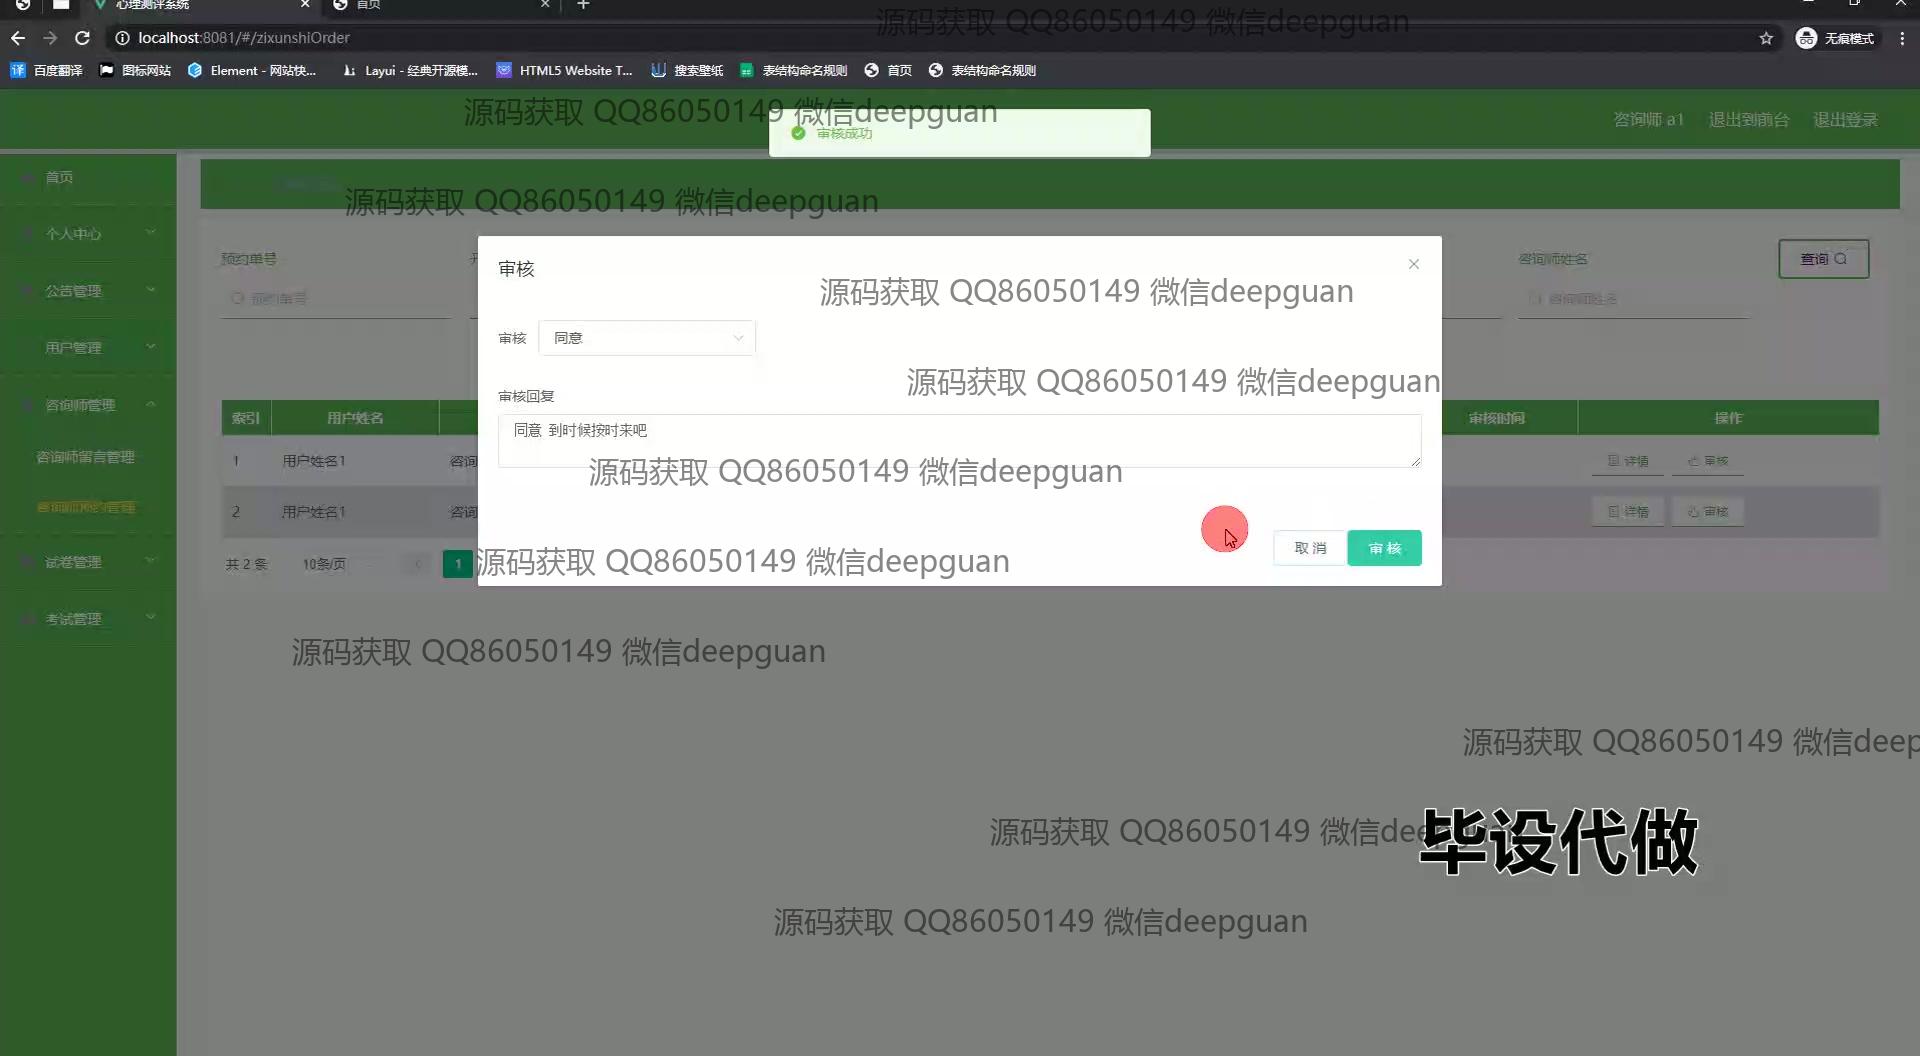 心理测评系统
首页
localhost:8081/#/zixunshiOrder
无痕模式
百度翻译
图标网站
Element - 网站快...
Layui - 经典开源模...
HTML5 Website T...
搜索壁纸
表结构命名规则
首页
表结构命名规则
源码获取 QQ86050149 微信deepguan
源码获取 QQ86050149 微信deepguan
审核成功
咨询师 a1
退出到前台
退出登录
首页
个人中心
公告管理
用户管理
咨询师管理
咨询师留言管理
咨询师预约管理
试卷管理
考试管理
源码获取 QQ86050149 微信deepguan
预约单号
预约单号
咨询师姓名
咨询师姓名
查询
审核
源码获取 QQ86050149 微信deepguan
审核 同意
源码获取 QQ86050149 微信deepguan
审核回复
同意 到时候按时来吧
源码获取 QQ86050149 微信deepguan
取消 审核
索引 用户姓名 审核时间 操作
1 用户姓名1 咨询 详情 审核
2 用户姓名1 咨询 详情 审核
共 2 条 10条/页 1
源码获取 QQ86050149 微信deepguan
源码获取 QQ86050149 微信deepguan
源码获取 QQ86050149 微信deep
源码获取 QQ86050149 微信dee
毕设代做
源码获取 QQ86050149 微信deepguan